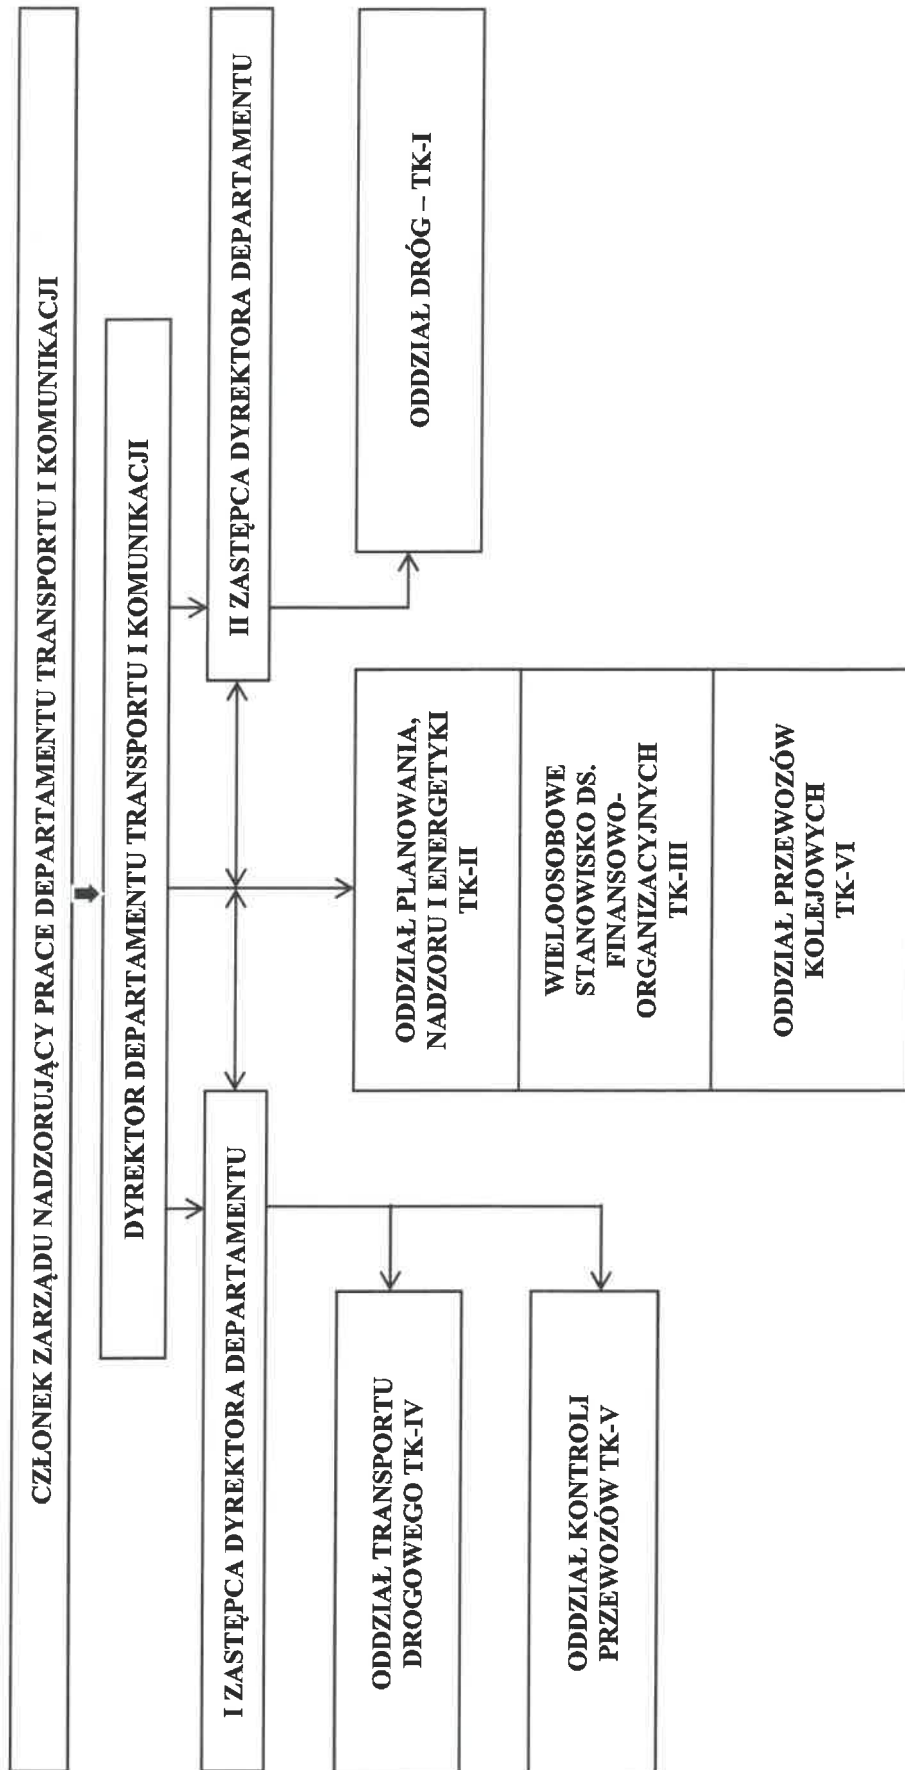 CZŁONEK ZARZĄDU NADZORUJĄCY PRACE DEPARTAMENTU TRANSPORTU I KOMUNIKACJI
DYREKTOR DEPARTAMENTU TRANSPORTU I KOMUNIKACJI
I ZASTĘPCA DYREKTORA DEPARTAMENTU
II ZASTĘPCA DYREKTORA DEPARTAMENTU
ODDZIAŁ TRANSPORTU
DROGOWEGO TK-IV
ODDZIAŁ KONTROLI
PRZEWOZÓW TK-V
ODDZIAŁ PLANOWANIA,
NADZORU I ENERGETYKI
TK-II
WIELOOSOBOWE
STANOWISKO DS.
FINANSOWO-
ORGANIZACYJNYCH
TK-III
ODDZIAŁ PRZEWOZÓW
KOLEJOWYCH
TK-VI
ODDZIAŁ DRÓG – TK-I